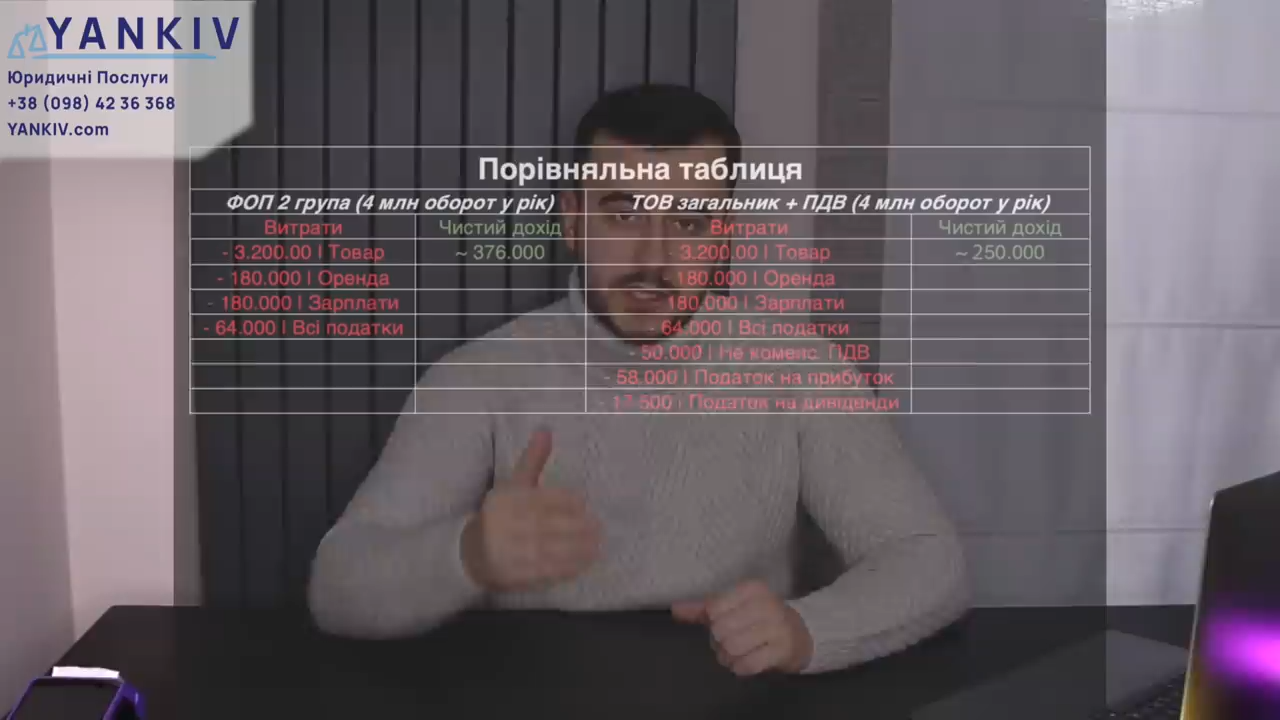 YANKIV
Юридичні Послуги
+38 (098) 42 36 368
YANKIV.com
Порівняльна таблиця
ФОП 2 група (4 млн оборот у рік) ТОВ загальник + ПДВ (4 млн оборот у рік)
Витрати Чистий дохід Витрати Чистий дохід
- 3.200.00 | Товар ~ 376.000 - 3.200.00 | Товар ~ 250.000
- 180.000 | Оренда - 180.000 | Оренда
- 180.000 | Зарплати - 180.000 | Зарплати
- 64.000 | Всі податки - 64.000 | Всі податки
- 50.000 | Не компенс. ПДВ
- 58.000 | Податок на прибуток
- 17.500 | Податок на дивіденди